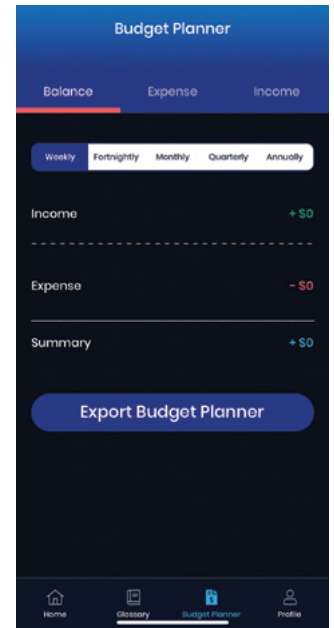 Budget Planner
Balance Expense Income
Weekly Fortnightly Monthly Quarterly Annually
Income + $0
Expense - $0
Summary + $0
Export Budget Planner
Home Glossary Budget Planner Profile